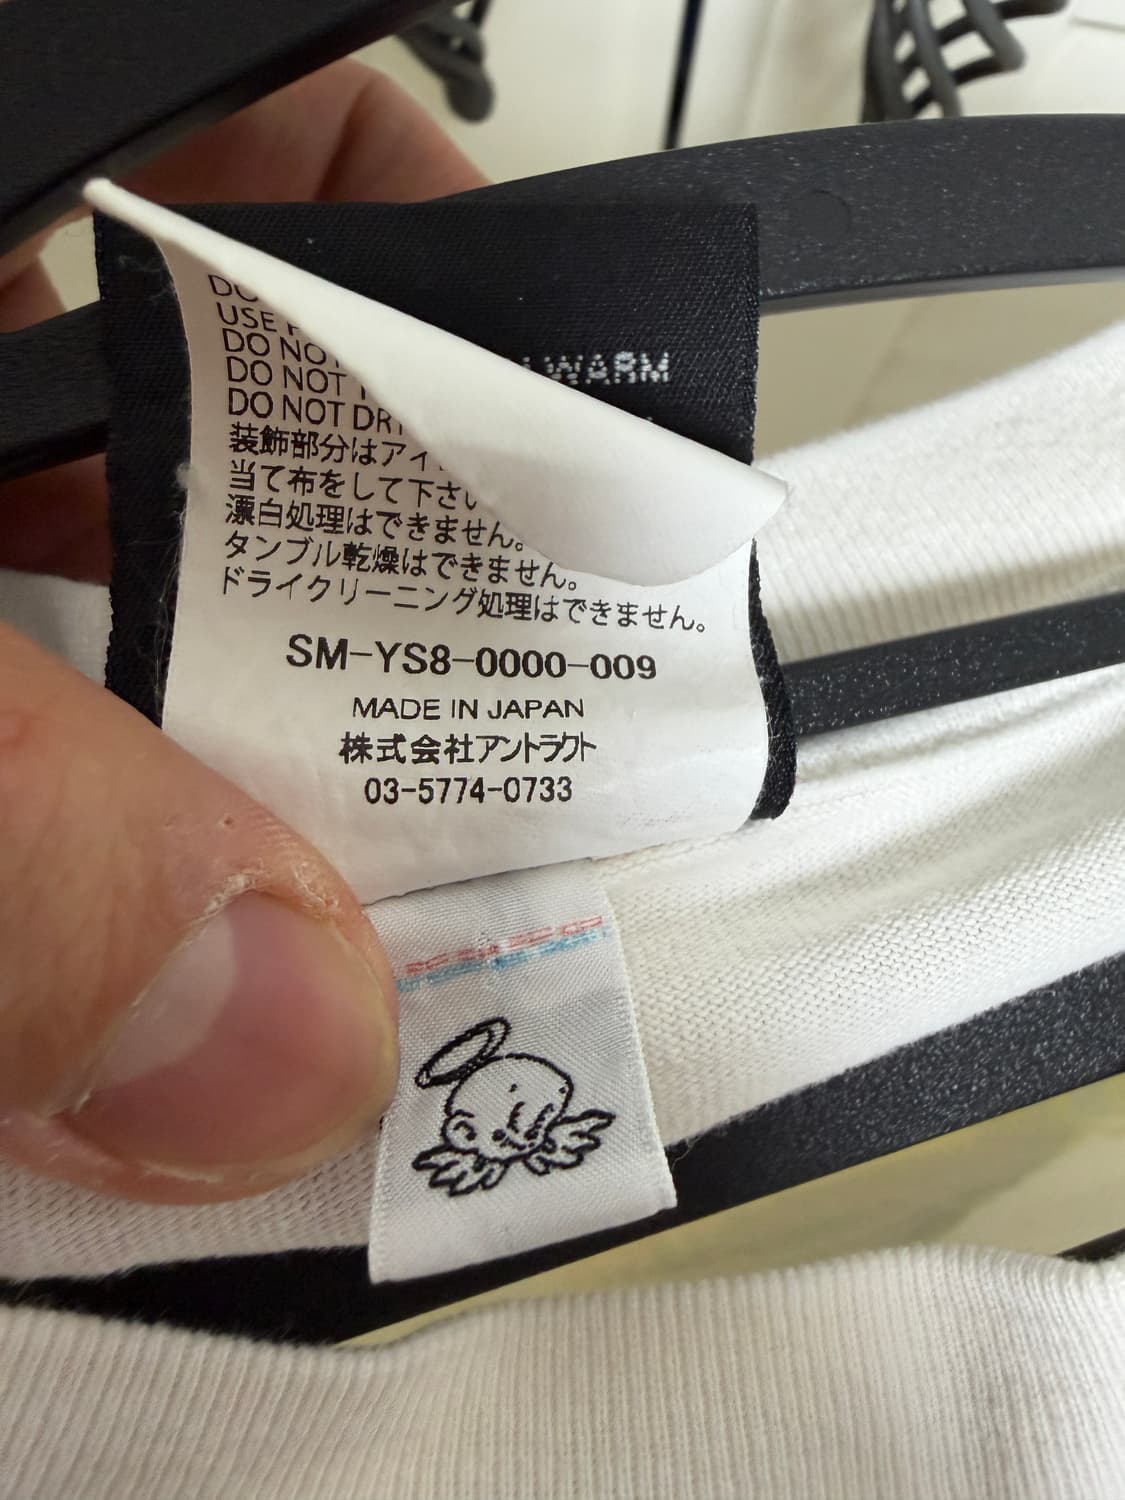 WARM
USE
DO NOT
DO NOT
DO NOT DRY
装飾部分はアイ
当て布をして下さい
漂白処理はできません。
タンブル乾燥はできません。
ドライクリーニング処理はできません。
SM-YS8-0000-009
MADE IN JAPAN
株式会社アントラクト
03-5774-0733